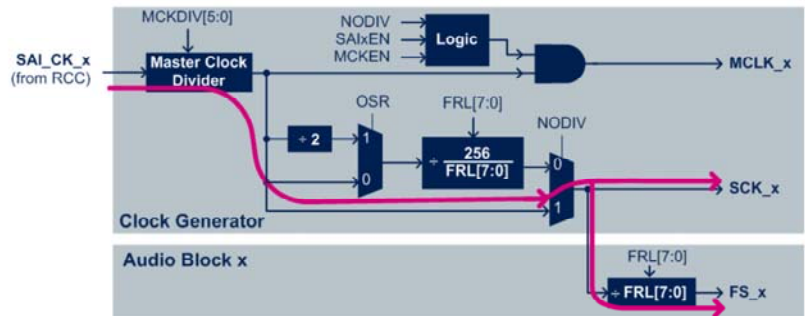 MCKDIV[5:0]
NODIV
SAIxEN
MCKEN
Logic
SAI_CK_x
(from RCC)
Master Clock
Divider
MCLK_x
OSR
FRL[7:0]
NODIV
÷ 2
1
0
÷ 256
FRL[7:0]
0
1
SCK_x
Clock Generator
Audio Block x
FRL[7:0]
÷ FRL[7:0]
FS_x